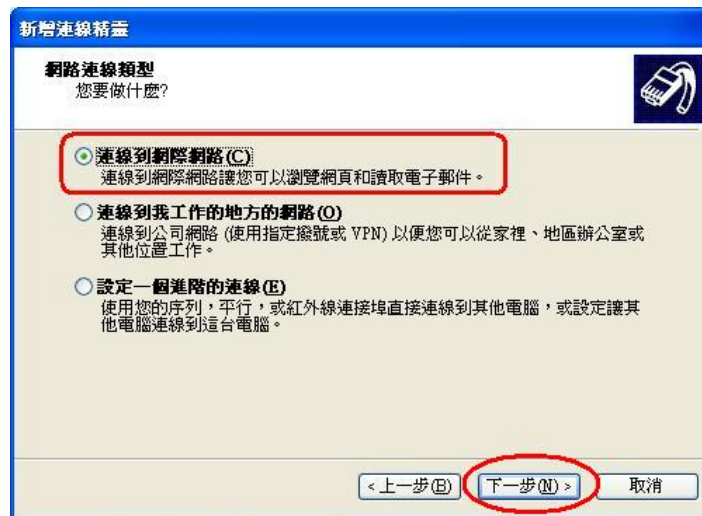 新增連線精靈
網路連線類型
您要做什麼?
連線到網際網路(C)
連線到網際網路讓您可以瀏覽網頁和讀取電子郵件。
連線到我工作的地方的網路(O)
連線到公司網路 (使用指定撥號或 VPN) 以便您可以從家裡、地區辦公室或
其他位置工作。
設定一個進階的連線(E)
使用您的序列，平行，或紅外線連接埠直接連線到其他電腦，或設定讓其
他電腦連線到這台電腦。
<上一步(B)
下一步(N)>
取消